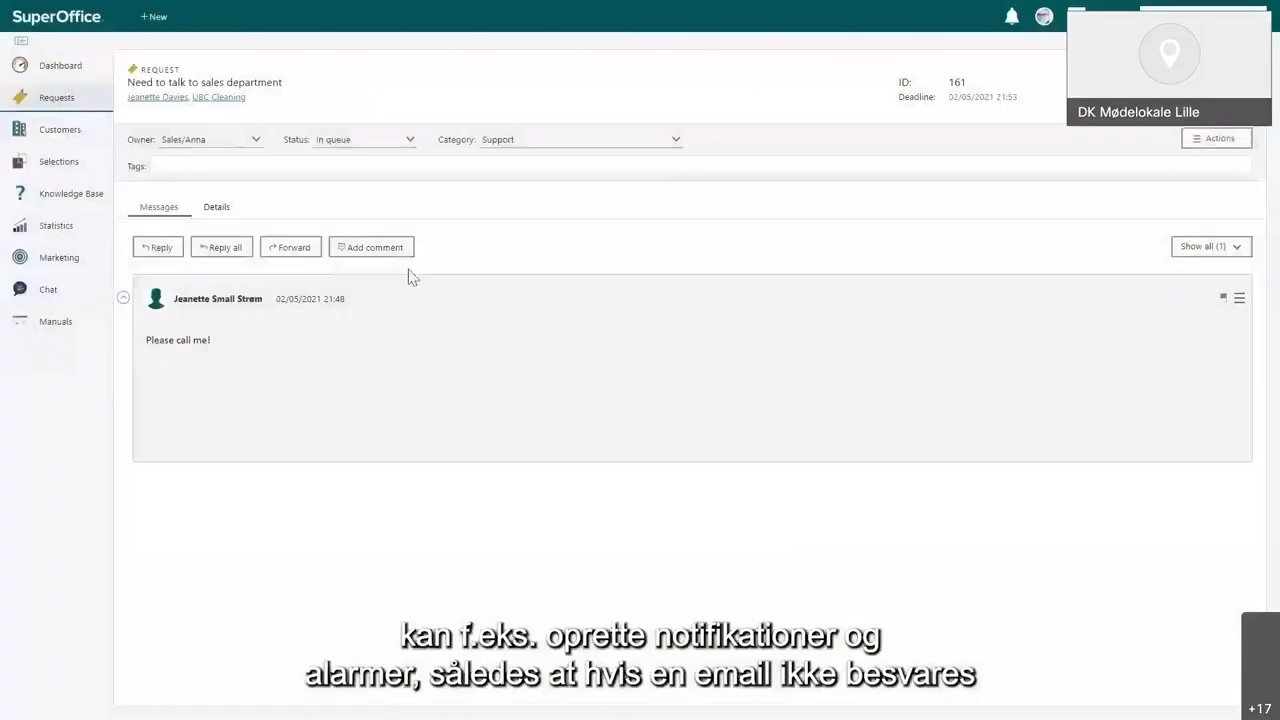 SuperOffice
+ New
DK Mødelokale Lille
Dashboard
Requests
Customers
Selections
Knowledge Base
Statistics
Marketing
Chat
Manuals
REQUEST
Need to talk to sales department
Jeanette Davies, UBC Cleaning
ID: 161
Deadline: 02/05/2021 21:53
Owner: Sales/Anna Status: In queue Category: Support
Actions
Tags:
Messages Details
Reply Reply all Forward Add comment
Show all (1)
Jeanette Small Strøm 02/05/2021 21:48
Please call me!
kan f.eks. oprette notifikationer og
alarmer, således at hvis en email ikke besvares
+17